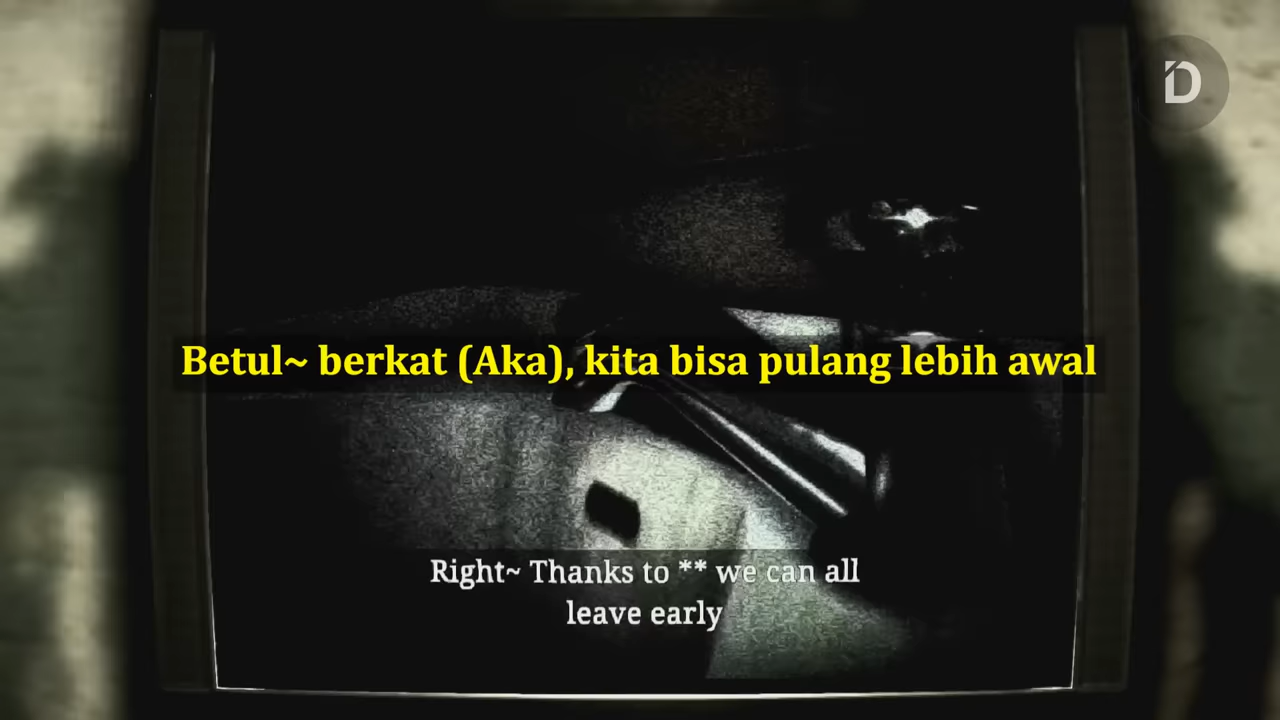 D
Betul~ berkat (Aka), kita bisa pulang lebih awal
Right~ Thanks to ** we can all
leave early